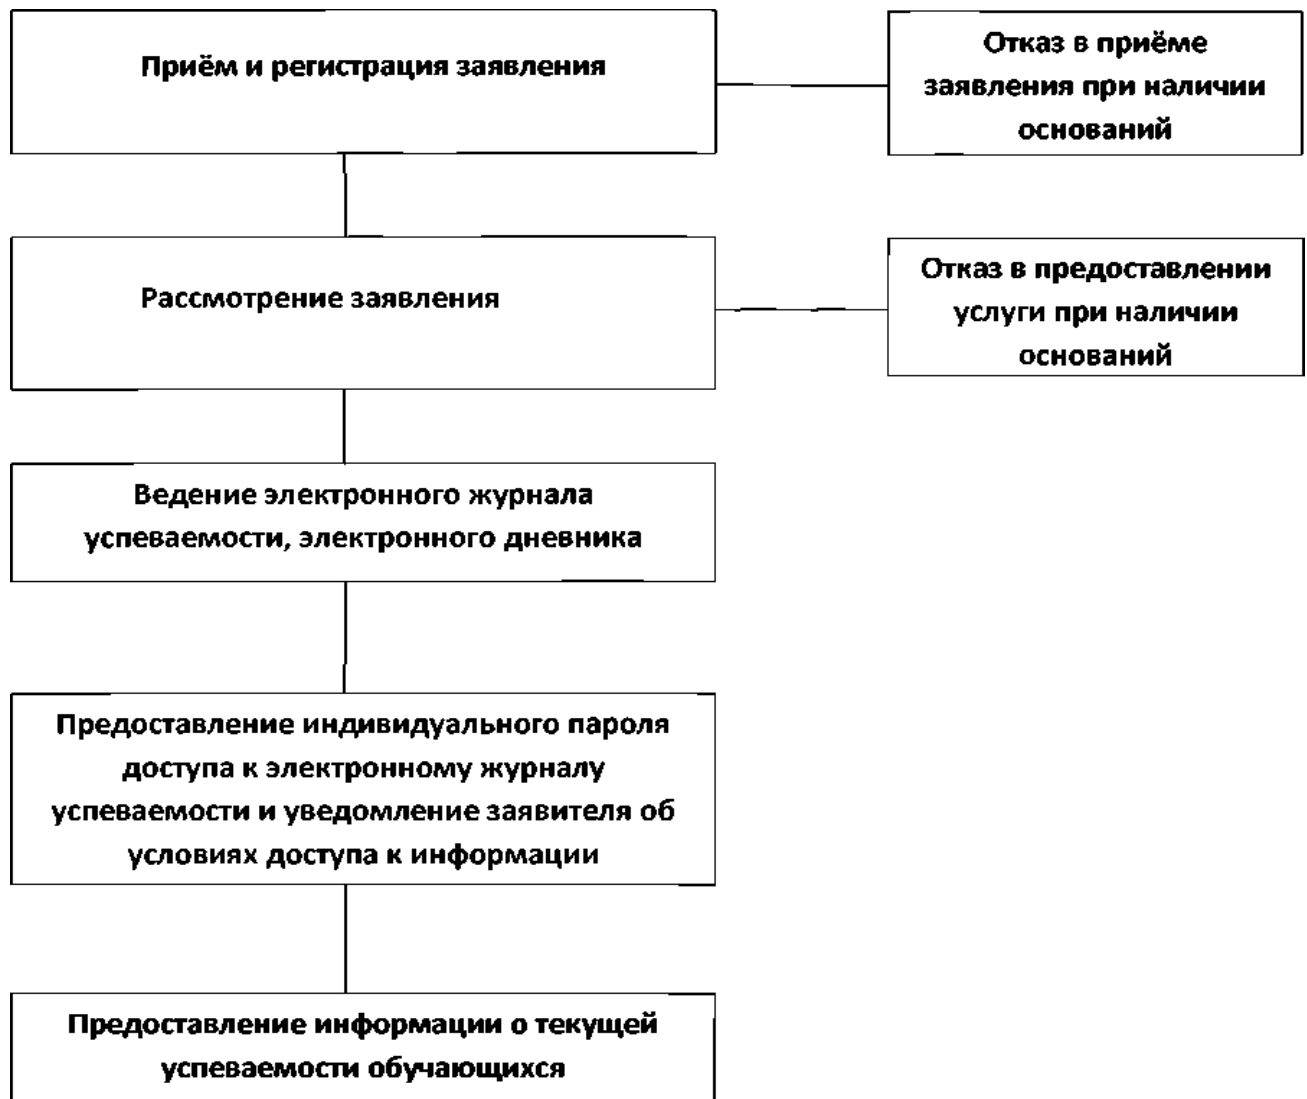 Приём и регистрация заявления
Отказ в приёме
заявления при наличии
оснований
Рассмотрение заявления
Отказ в предоставлении
услуги при наличии
оснований
Ведение электронного журнала
успеваемости, электронного дневника
Предоставление индивидуального пароля
доступа к электронному журналу
успеваемости и уведомление заявителя об
условиях доступа к информации
Предоставление информации о текущей
успеваемости обучающихся